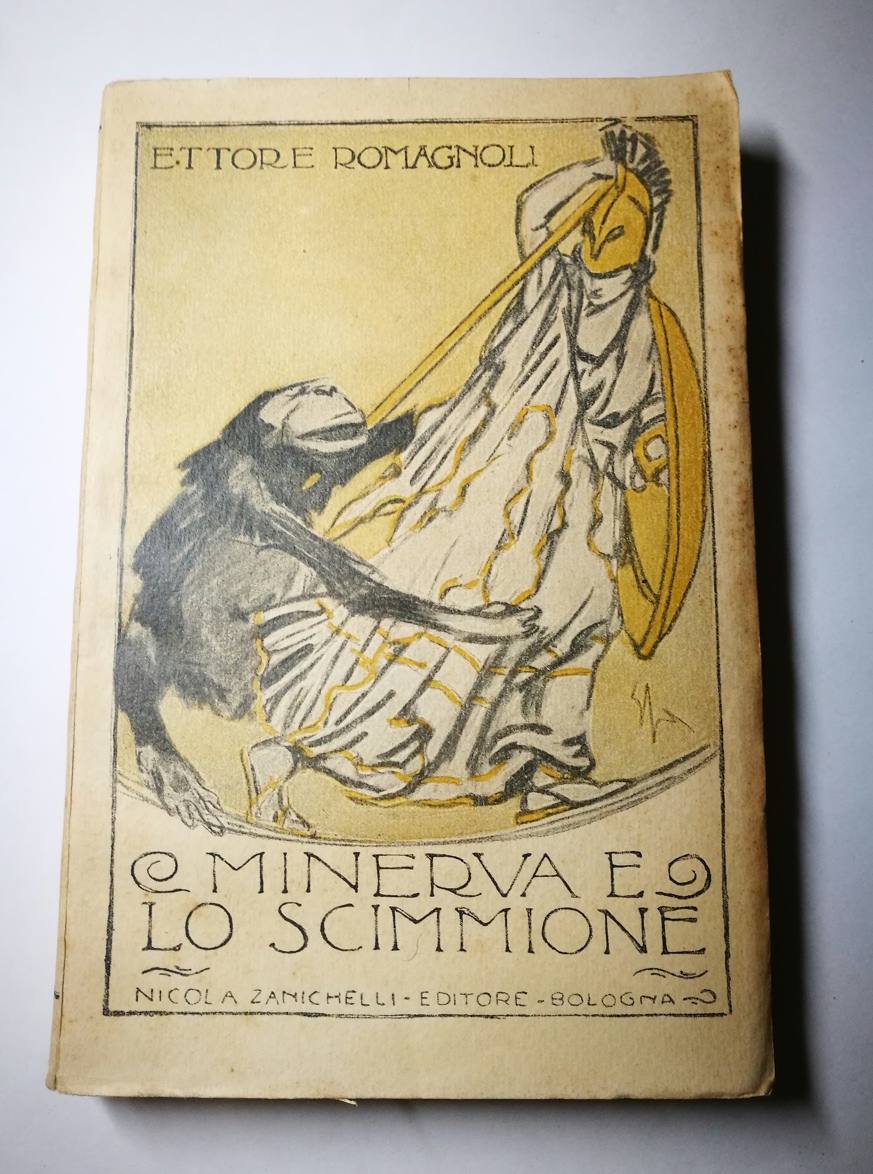 ETTORE ROMAGNOLI
MINERVA E
LO SCIMMIONE
NICOLA ZANICHELLI - EDITORE - BOLOGNA